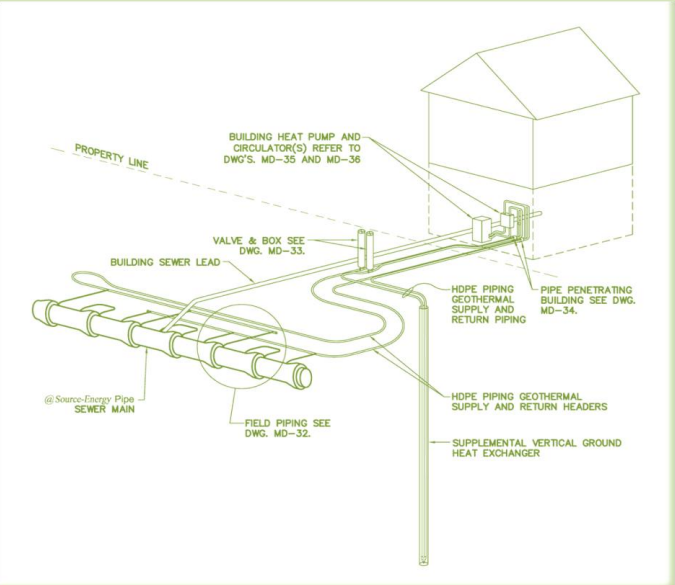 BUILDING HEAT PUMP AND
CIRCULATOR(S) REFER TO
DWG'S. MD-35 AND MD-36
PROPERTY LINE
VALVE & BOX SEE
DWG. MD-33.
BUILDING SEWER LEAD
HDPE PIPING
GEOTHERMAL
SUPPLY AND
RETURN PIPING
PIPE PENETRATING
BUILDING SEE DWG.
MD-34.
@Source-Energy Pipe
SEWER MAIN
HDPE PIPING GEOTHERMAL
SUPPLY AND RETURN HEADERS
FIELD PIPING SEE
DWG. MD-32.
SUPPLEMENTAL VERTICAL GROUND
HEAT EXCHANGER